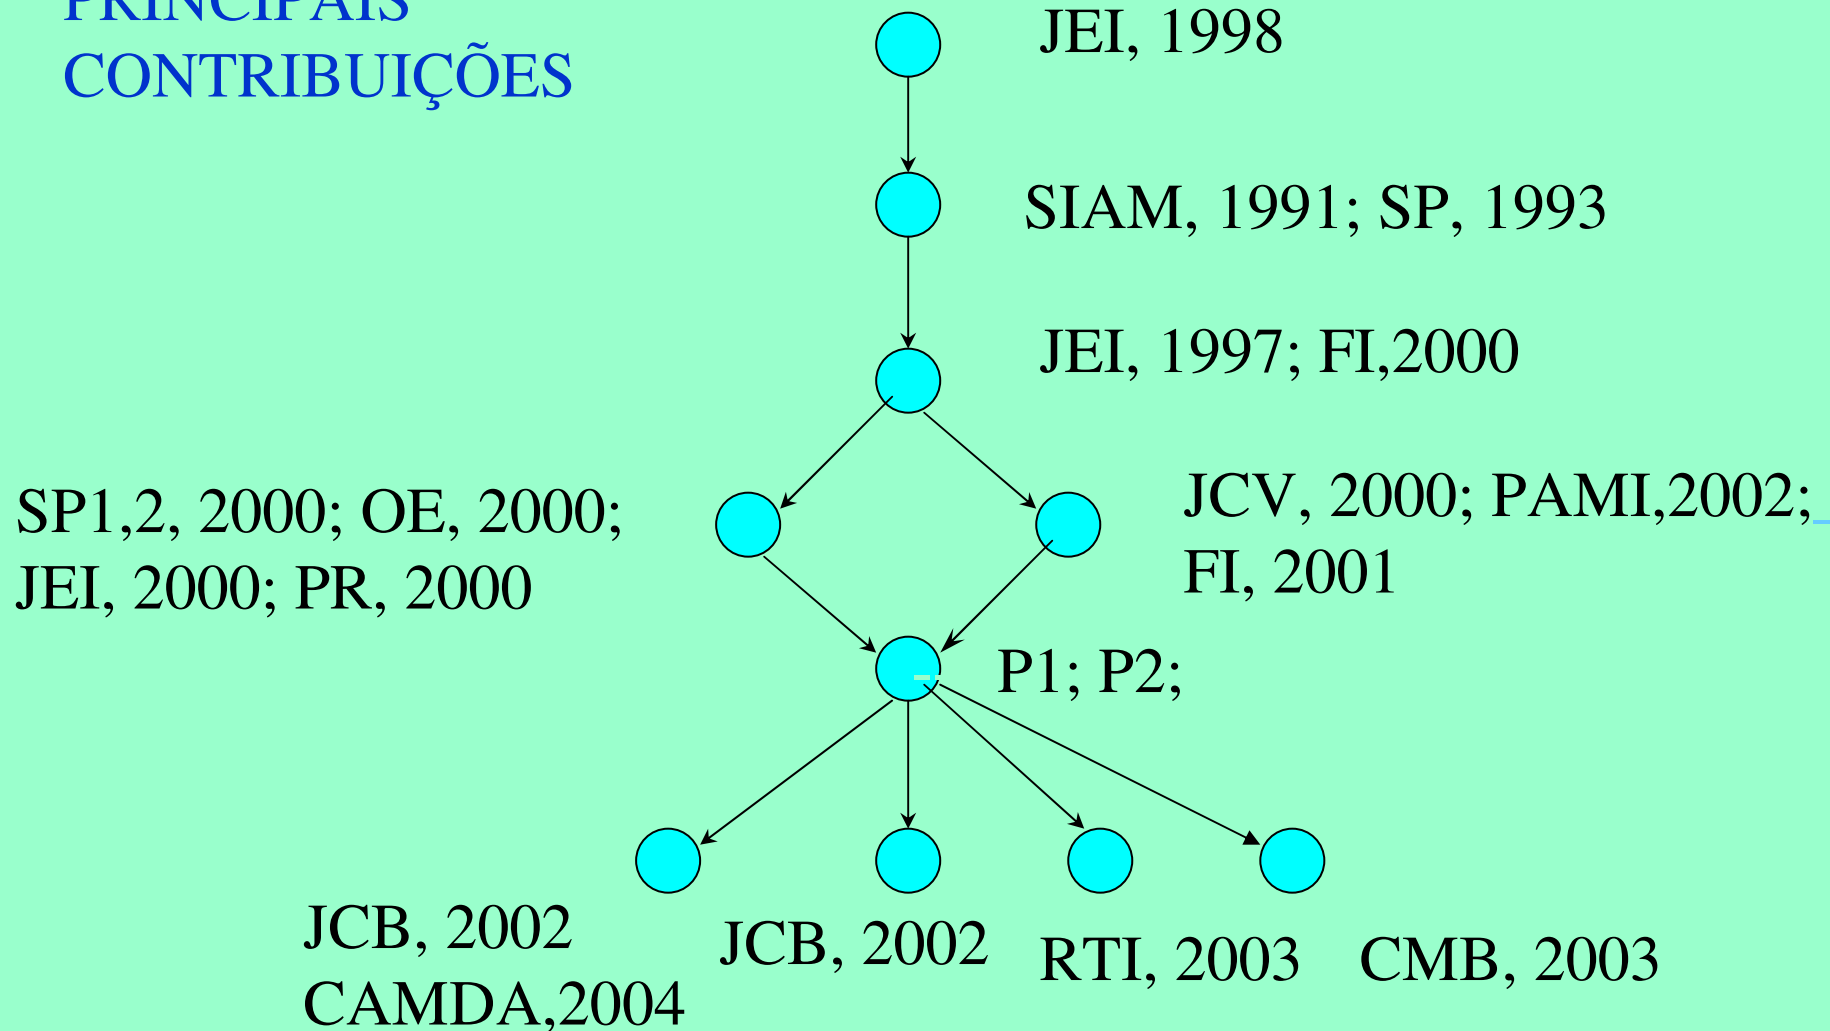 PRINCIPAIS
CONTRIBUIÇÕES
JEI, 1998
SIAM, 1991; SP, 1993
JEI, 1997; FI,2000
SP1,2, 2000; OE, 2000;
JEI, 2000; PR, 2000
JCV, 2000; PAMI,2002;
FI, 2001
P1; P2;
JCB, 2002
CAMDA,2004
JCB, 2002
RTI, 2003
CMB, 2003